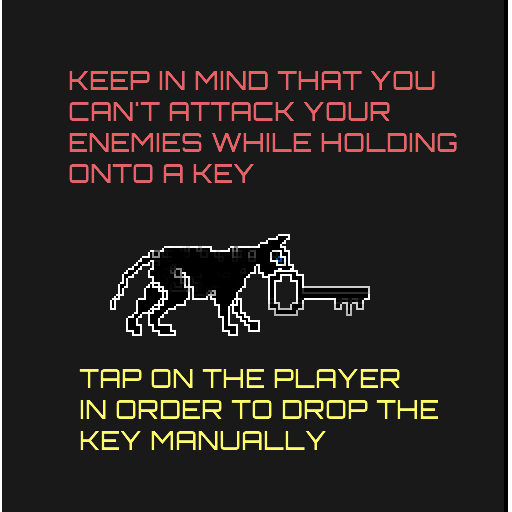 KEEP IN MIND THAT YOU
CAN'T ATTACK YOUR
ENEMIES WHILE HOLDING
ONTO A KEY
TAP ON THE PLAYER
IN ORDER TO DROP THE
KEY MANUALLY